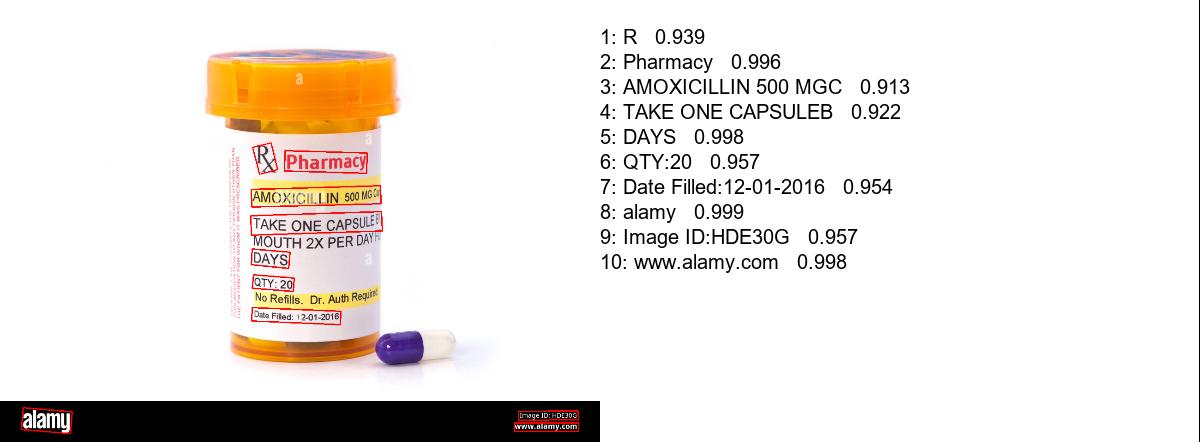 Rx Pharmacy
AMOXICILLIN 500 MG
TAKE ONE CAPSULE
MOUTH 2X PER DAY
DAYS
QTY: 20
No Refills. Dr. Auth Required
Date Filled: 12-01-2016
a
a
a
alamy
Image ID: HDE30G
www.alamy.com
1: R 0.939
2: Pharmacy 0.996
3: AMOXICILLIN 500 MGC 0.913
4: TAKE ONE CAPSULEB 0.922
5: DAYS 0.998
6: QTY:20 0.957
7: Date Filled:12-01-2016 0.954
8: alamy 0.999
9: Image ID:HDE30G 0.957
10: www.alamy.com 0.998